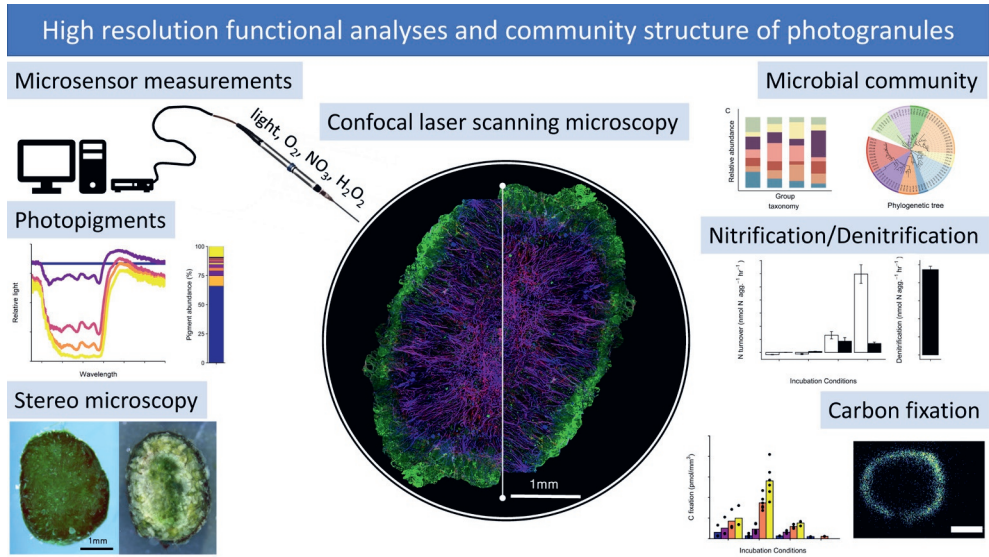 High resolution functional analyses and community structure of photogranules
Microsensor measurements
light, O₂, NO₃, H₂O₂
Photopigments
Relative light
Wavelength
Pigment abundance (%)
100
75
50
25
0
Stereo microscopy
1mm
Confocal laser scanning microscopy
1mm
Microbial community
C
Relative abundance
Group
taxonomy
Phylogenetic tree
Nitrification/Denitrification
N turnover (nmol N agg.⁻¹ hr⁻¹)
Denitrification (nmol N agg.⁻¹ hr⁻¹)
Incubation Conditions
Carbon fixation
C fixation (pmol/mm³)
Incubation Conditions